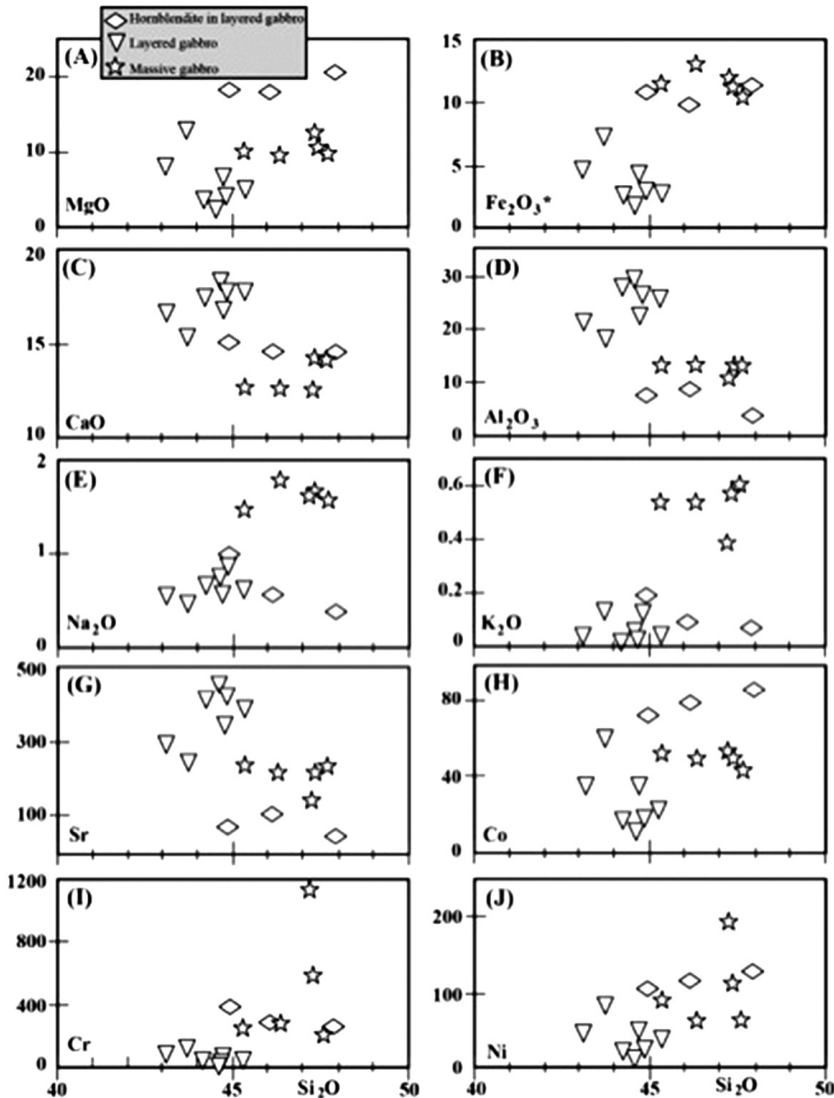 Hornblendite in layered gabbro
Layered gabbro
Massive gabbro
(A)
20
10
0
MgO
(B)
15
10
5
0
Fe₂O₃*
(C)
20
15
10
CaO
(D)
30
20
10
0
Al₂O₃
(E)
2
1
0
Na₂O
(F)
0.6
0.4
0.2
0
K₂O
(G)
500
300
100
Sr
(H)
80
40
0
Co
(I)
1200
800
400
0
Cr
40 45 Si₂O 50
(J)
200
100
0
Ni
40 45 Si₂O 50